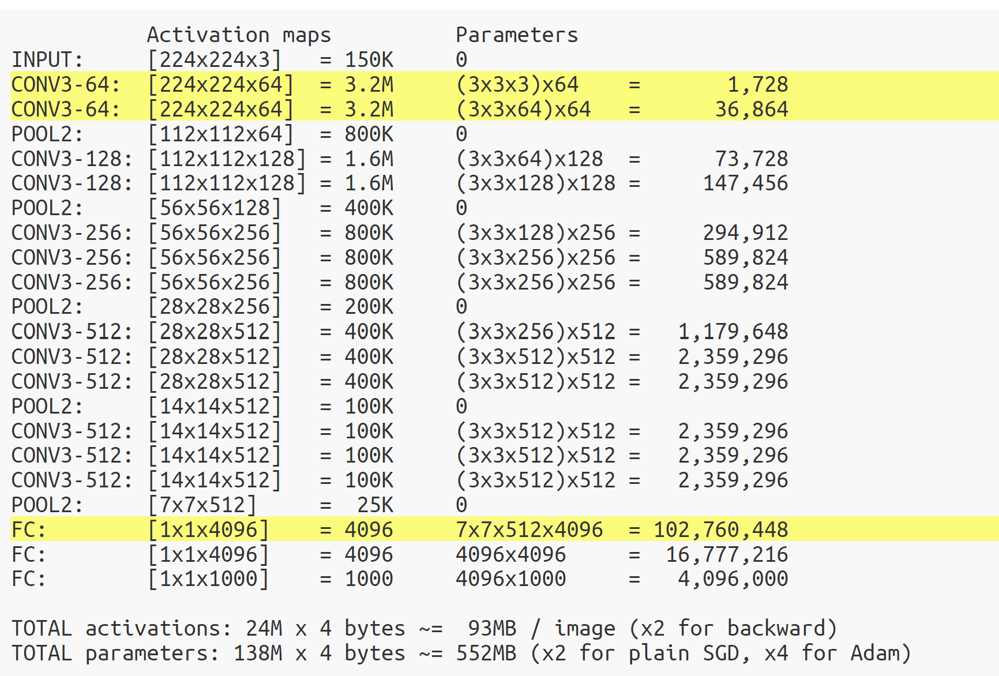 Activation maps Parameters
INPUT: [224x224x3] = 150K 0
CONV3-64: [224x224x64] = 3.2M (3x3x3)x64 = 1,728
CONV3-64: [224x224x64] = 3.2M (3x3x64)x64 = 36,864
POOL2: [112x112x64] = 800K 0
CONV3-128: [112x112x128] = 1.6M (3x3x64)x128 = 73,728
CONV3-128: [112x112x128] = 1.6M (3x3x128)x128 = 147,456
POOL2: [56x56x128] = 400K 0
CONV3-256: [56x56x256] = 800K (3x3x128)x256 = 294,912
CONV3-256: [56x56x256] = 800K (3x3x256)x256 = 589,824
CONV3-256: [56x56x256] = 800K (3x3x256)x256 = 589,824
POOL2: [28x28x256] = 200K 0
CONV3-512: [28x28x512] = 400K (3x3x256)x512 = 1,179,648
CONV3-512: [28x28x512] = 400K (3x3x512)x512 = 2,359,296
CONV3-512: [28x28x512] = 400K (3x3x512)x512 = 2,359,296
POOL2: [14x14x512] = 100K 0
CONV3-512: [14x14x512] = 100K (3x3x512)x512 = 2,359,296
CONV3-512: [14x14x512] = 100K (3x3x512)x512 = 2,359,296
CONV3-512: [14x14x512] = 100K (3x3x512)x512 = 2,359,296
POOL2: [7x7x512] = 25K 0
FC: [1x1x4096] = 4096 7x7x512x4096 = 102,760,448
FC: [1x1x4096] = 4096 4096x4096 = 16,777,216
FC: [1x1x1000] = 1000 4096x1000 = 4,096,000
TOTAL activations: 24M x 4 bytes ~= 93MB / image (x2 for backward)
TOTAL parameters: 138M x 4 bytes ~= 552MB (x2 for plain SGD, x4 for Adam)